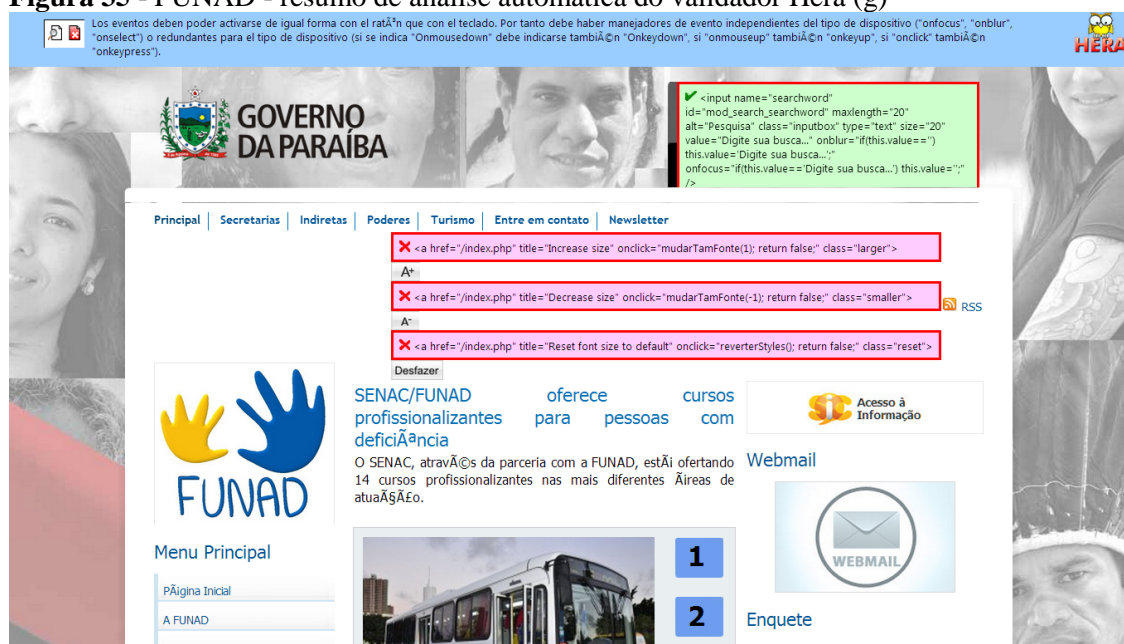 Figura 35 - FUNAD - resumo de análise automática do validador Hera (g)
Los eventos deben poder activarse de igual forma con el ratÃ³n que con el teclado. Por tanto debe haber manejadores de evento independientes del tipo de dispositivo ("onfocus", "onblur",
"onselect") o redundantes para el tipo de dispositivo (si se indica "Onmousedown" debe indicarse tambiÃ©n "Onkeydown", si "onmouseup" tambiÃ©n "onkeyup", si "onclick" tambiÃ©n
"onkeypress").
HERA
GOVERNO
DA PARAÍBA
<input name="searchword"
id="mod_search_searchword" maxlength="20"
alt="Pesquisa" class="inputbox" type="text" size="20"
value="Digite sua busca..." onblur="if(this.value=='')
this.value='Digite sua busca...';"
onfocus="if(this.value=='Digite sua busca...') this.value='';"
/>
Principal Secretarias Indiretas Poderes Turismo Entre em contato Newsletter
<a href="/index.php" title="Increase size" onclick="mudarTamFonte(1); return false;" class="larger">
A+
<a href="/index.php" title="Decrease size" onclick="mudarTamFonte(-1); return false;" class="smaller">
RSS
A-
<a href="/index.php" title="Reset font size to default" onclick="reverterStyles(); return false;" class="reset">
Desfazer
FUNAD
SENAC/FUNAD oferece cursos
profissionalizantes para pessoas com
deficiÃªncia
O SENAC, atravÃ©s da parceria com a FUNAD, estÃ¡ ofertando
14 cursos profissionalizantes nas mais diferentes Ã¡reas de
atuaÃ§Ã£o.
Acesso à
Informação
Webmail
WEBMAIL
Menu Principal
PÃ¡gina Inicial
A FUNAD
1
2
Enquete